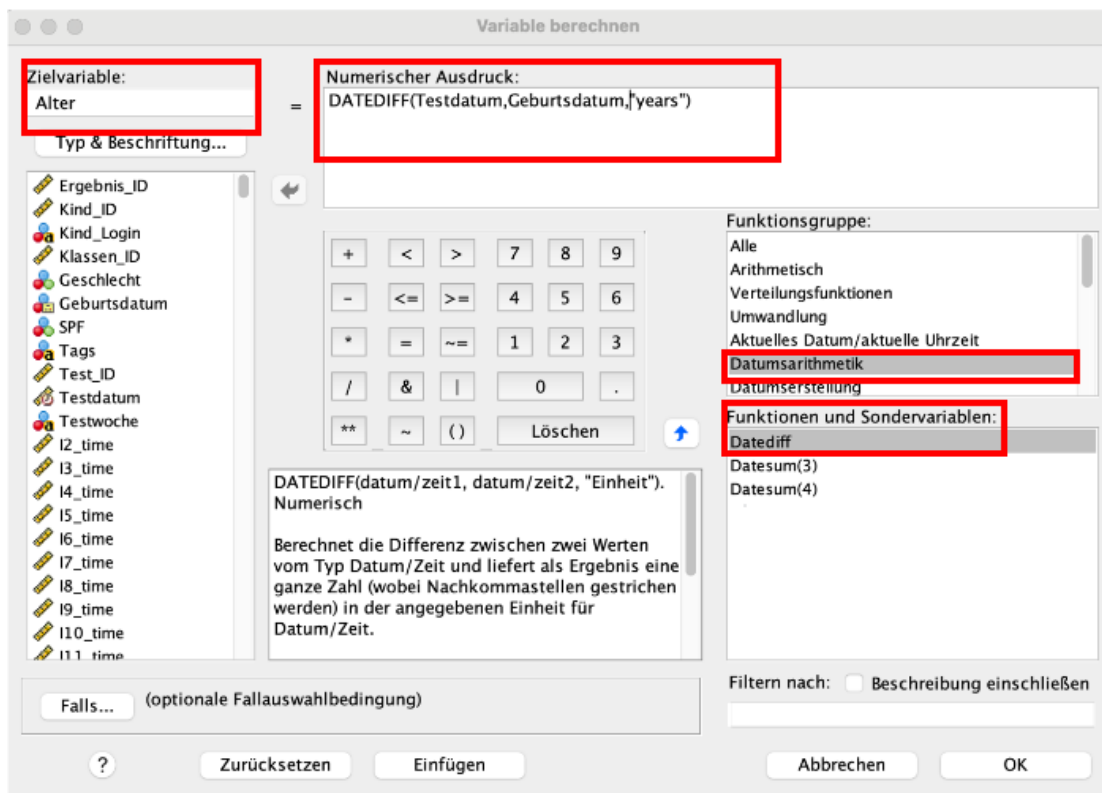 Variable berechnen
Zielvariable:
Alter
=
Typ & Beschriftung...
Numerischer Ausdruck:
DATEDIFF(Testdatum,Geburtsdatum,"years")
Ergebnis_ID
Kind_ID
Kind_Login
Klassen_ID
Geschlecht
Geburtsdatum
SPF
Tags
Test_ID
Testdatum
Testwoche
I2_time
I3_time
I4_time
I5_time
I6_time
I7_time
I8_time
I9_time
I10_time
I11_time
+ < > 7 8 9
- <= >= 4 5 6
* = ~= 1 2 3
/ & | 0 .
** ~ () Löschen
Funktionsgruppe:
Alle
Arithmetisch
Verteilungsfunktionen
Umwandlung
Aktuelles Datum/aktuelle Uhrzeit
Datumsarithmetik
Datumserstellung
Funktionen und Sondervariablen:
Datediff
Datesum(3)
Datesum(4)
DATEDIFF(datum/zeit1, datum/zeit2, "Einheit").
Numerisch
Berechnet die Differenz zwischen zwei Werten
vom Typ Datum/Zeit und liefert als Ergebnis eine
ganze Zahl (wobei Nachkommastellen gestrichen
werden) in der angegebenen Einheit für
Datum/Zeit.
Filtern nach: Beschreibung einschließen
Falls... (optionale Fallauswahlbedingung)
? Zurücksetzen Einfügen Abbrechen OK